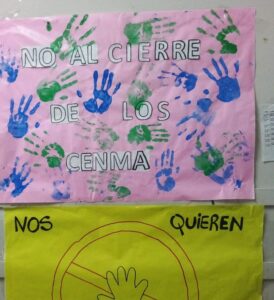 NO AL CIERRE
DE LOS
CENMA
NOS QUIEREN